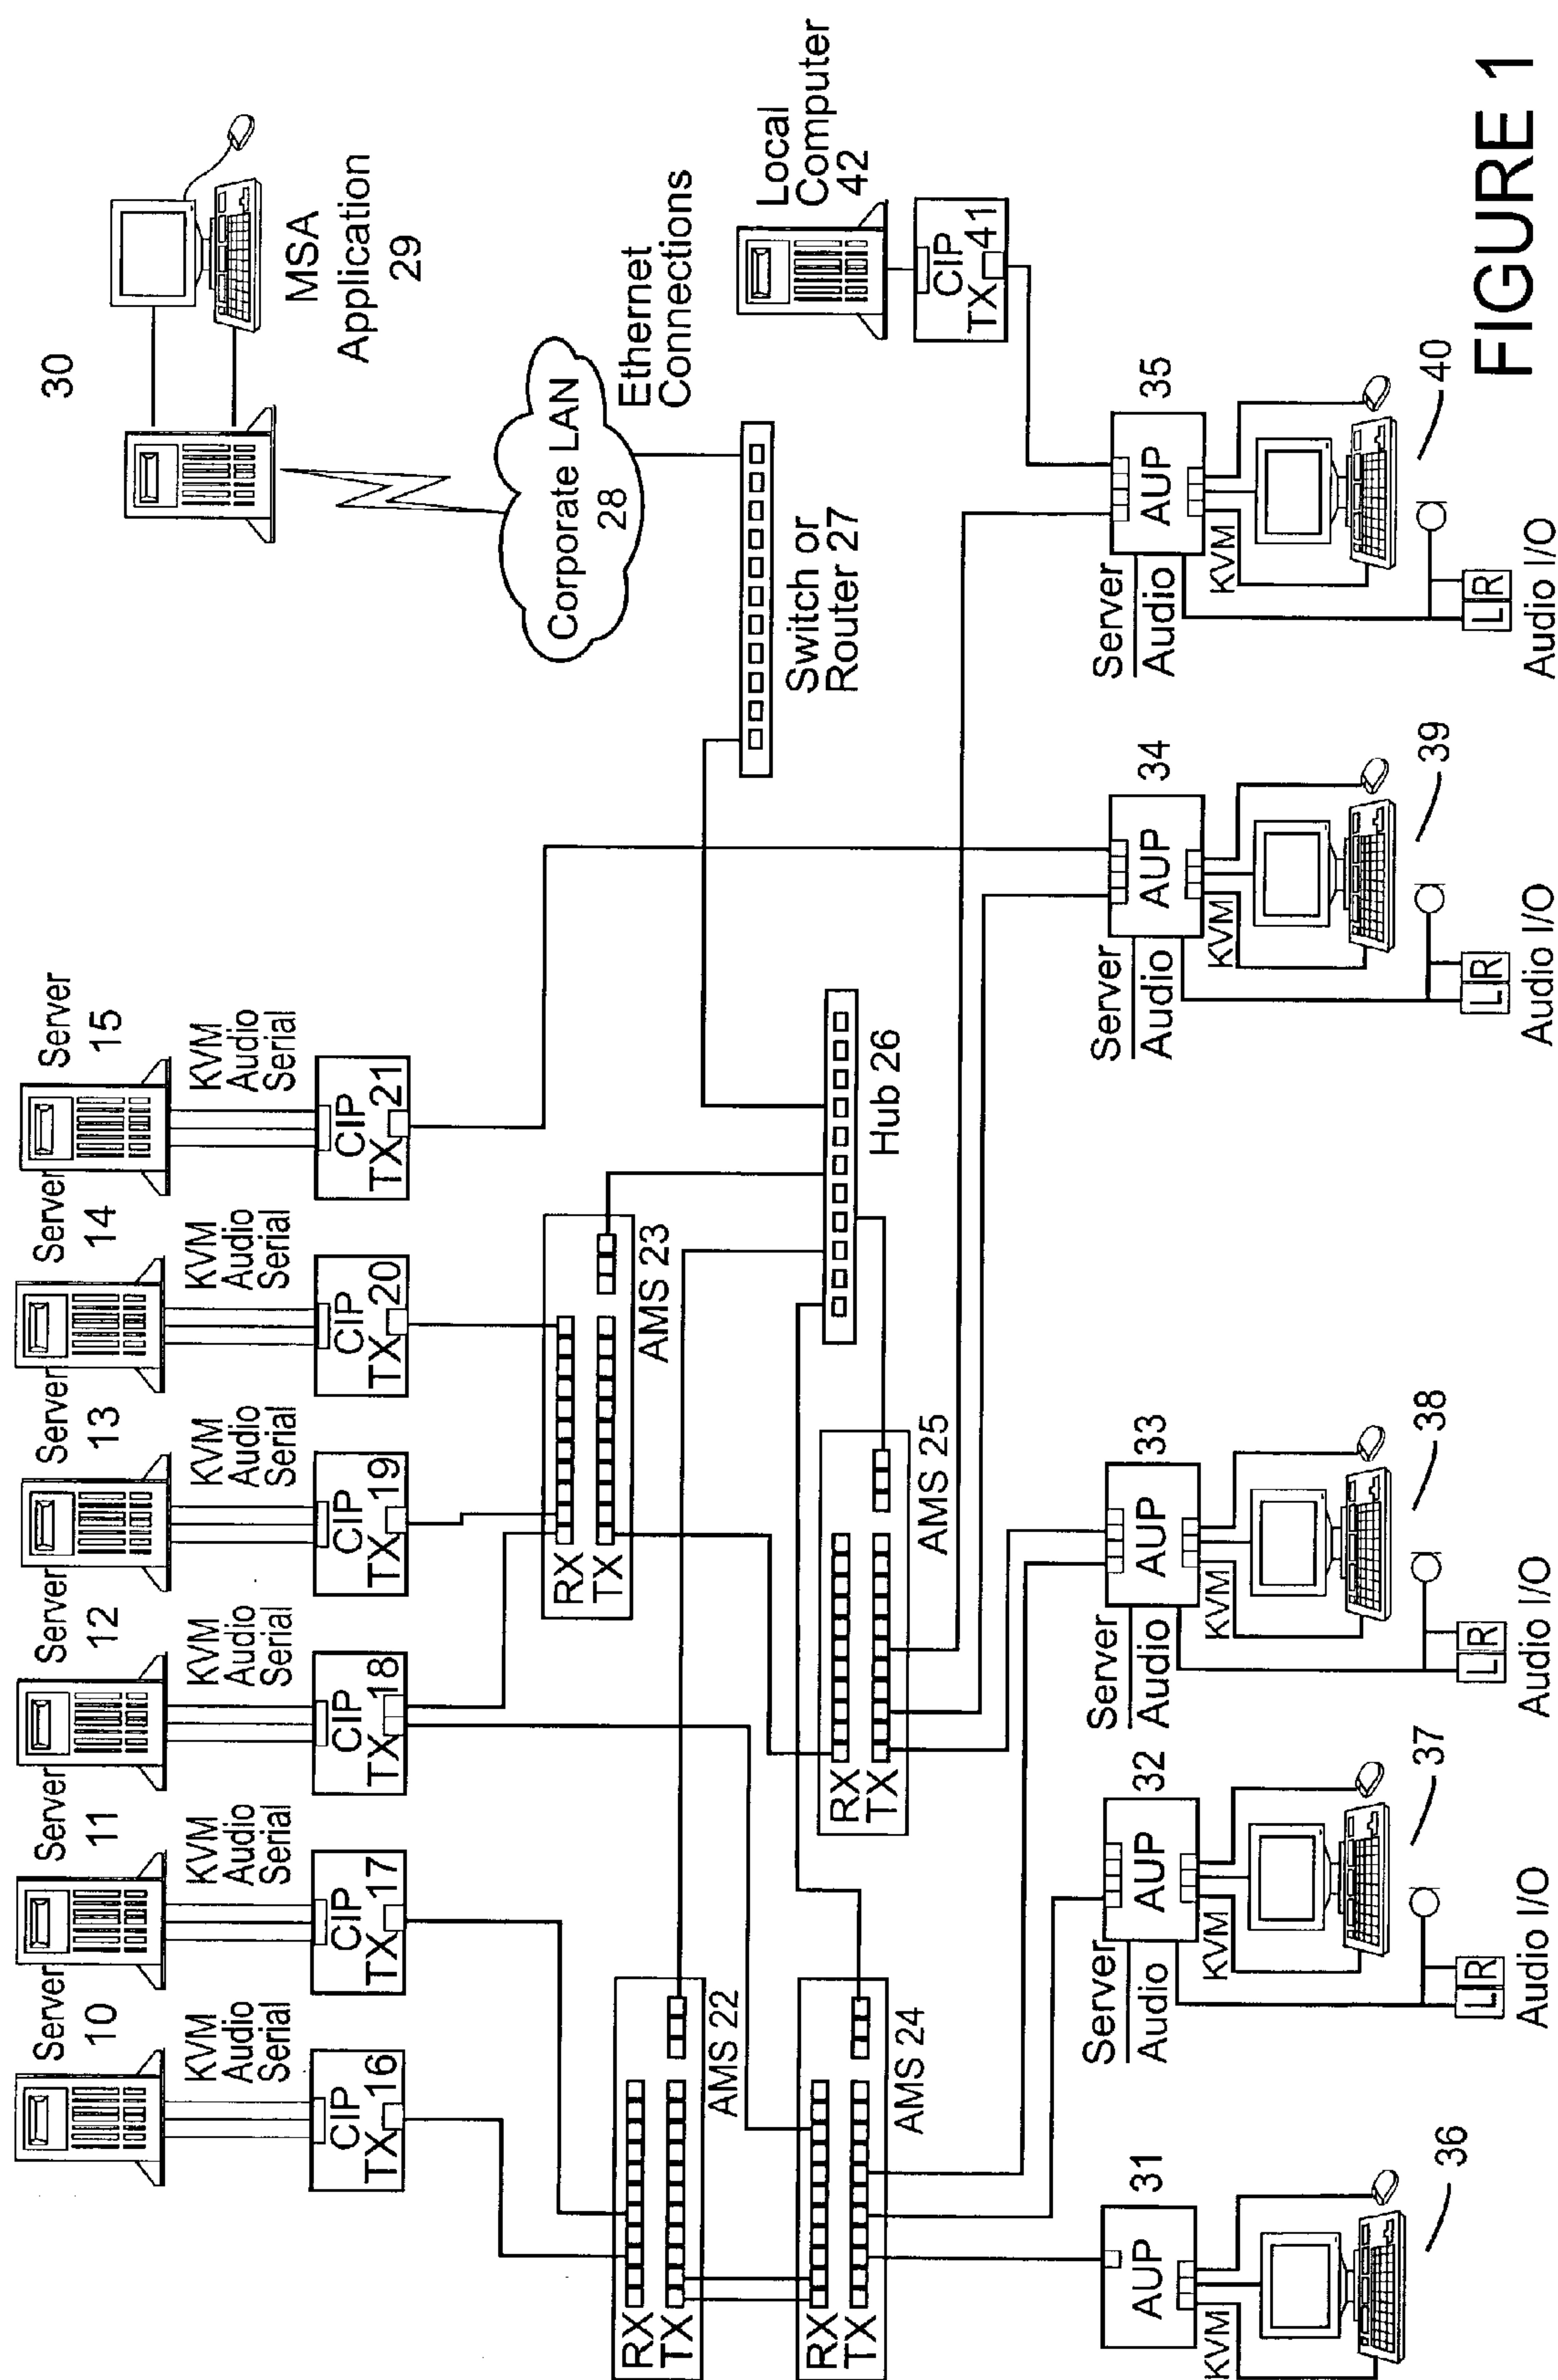 Server
10
Server
11
Server
12
Server
13
Server
14
Server
15
KVM
Audio
Serial
KVM
Audio
Serial
KVM
Audio
Serial
KVM
Audio
Serial
KVM
Audio
Serial
KVM
Audio
Serial
CIP
TX 16
CIP
TX 17
CIP
TX 18
CIP
TX 19
CIP
TX 20
CIP
TX 21
30
MSA
Application
29
Corporate LAN
28
Ethernet
Connections
RX
TX
AMS 23
RX
TX
AMS 22
Switch or
Router 27
Local
Computer
42
CIP
TX 41
RX
TX
AMS 24
RX
TX
AMS 25
Hub 26
AUP
31
KVM
36
Server
Audio
AUP
32
KVM
37
L R
Audio I/O
Server
Audio
AUP
33
KVM
38
L R
Audio I/O
Server
Audio
AUP
34
KVM
39
L R
Audio I/O
Server
Audio
AUP
35
KVM
40
L R
Audio I/O
FIGURE 1